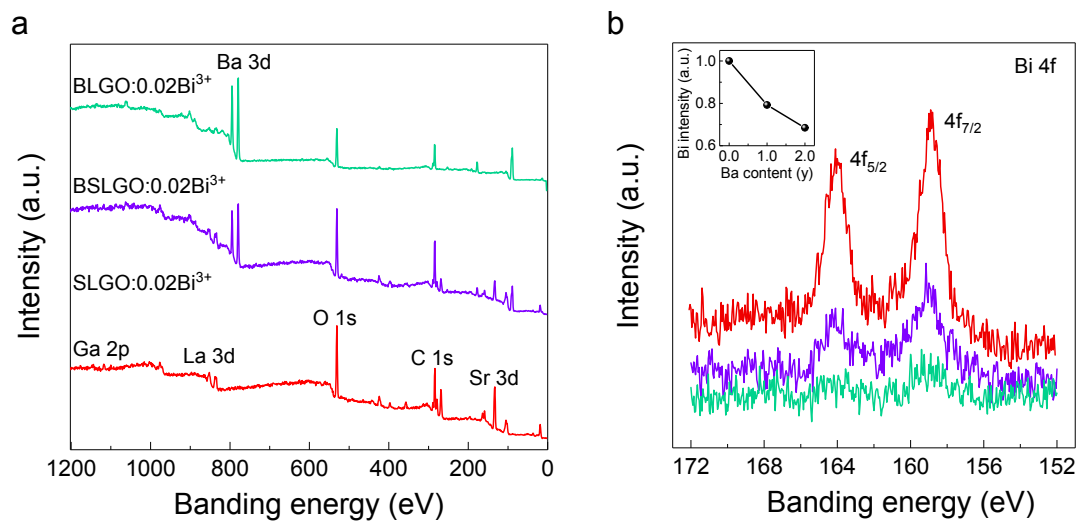 a
Ba 3d
BLGO:0.02Bi³⁺
BSLGO:0.02Bi³⁺
SLGO:0.02Bi³⁺
O 1s
Ga 2p
La 3d
C 1s
Sr 3d
Intensity (a.u.)
1200 1000 800 600 400 200 0
Banding energy (eV)
b
Bi 4f
Bi intensity (a.u.)
1.0
0.8
0.6
0.0 1.0 2.0
Ba content (y)
4f₇/₂
4f₅/₂
Intensity (a.u.)
172 168 164 159 156 152
Banding energy (eV)